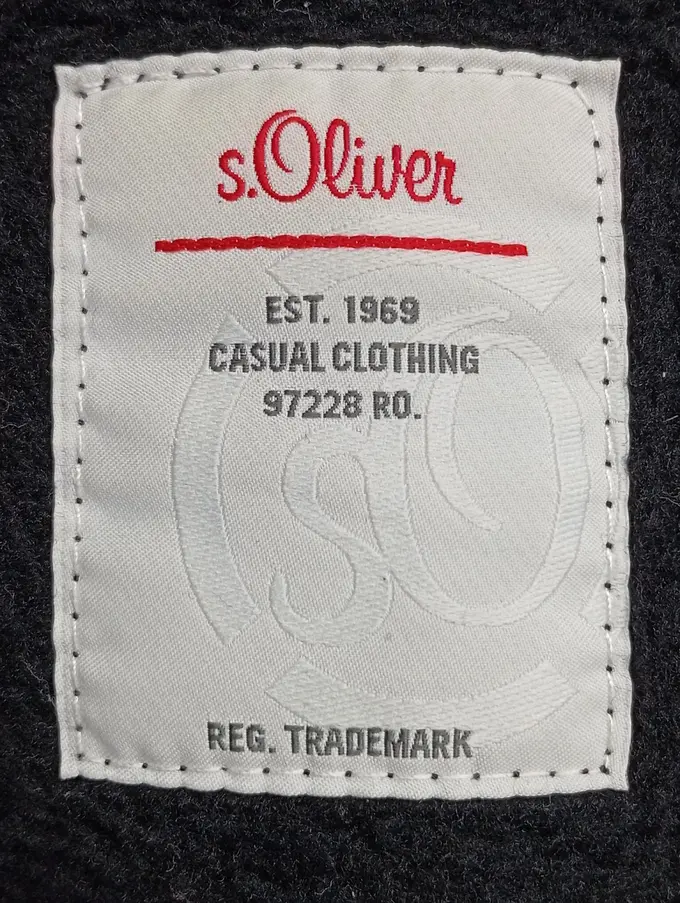 s.Oliver
EST. 1969
CASUAL CLOTHING
97228 RO.
sO
REG. TRADEMARK